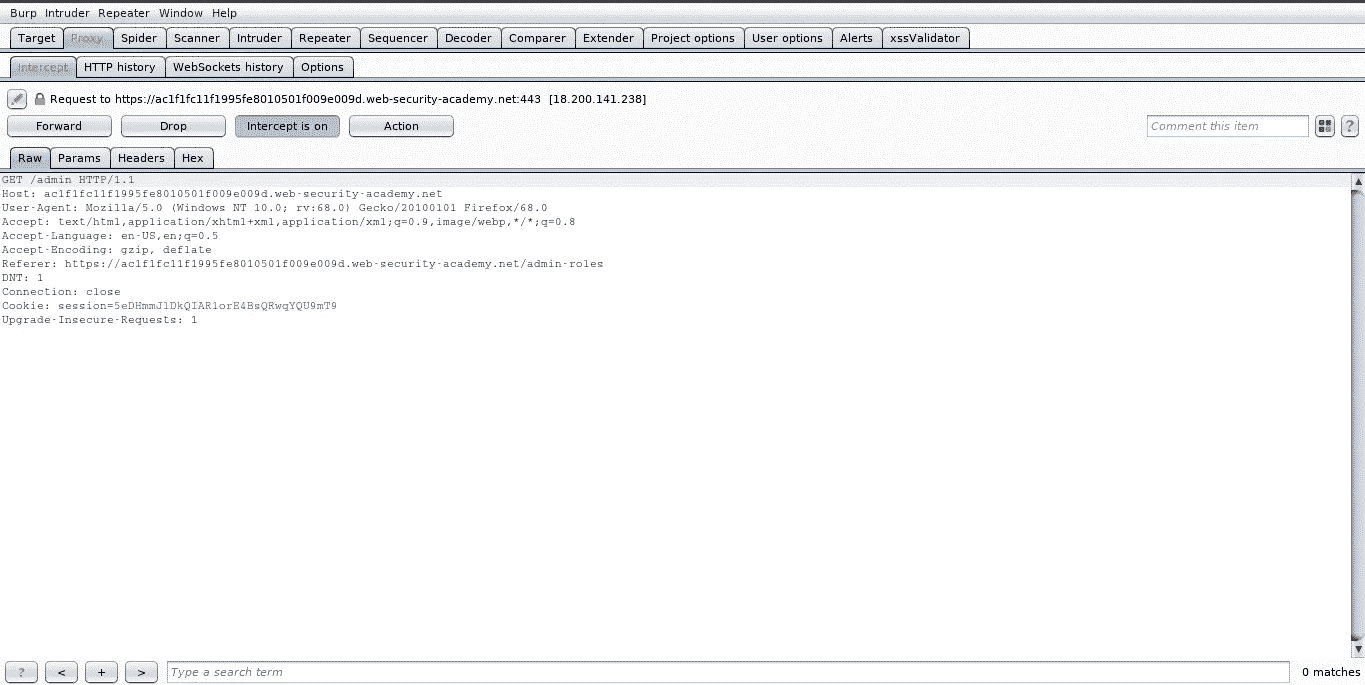 Burp Intruder Repeater Window Help
Target Proxy Spider Scanner Intruder Repeater Sequencer Decoder Comparer Extender Project options User options Alerts xssValidator
Intercept HTTP history WebSockets history Options
Request to https://ac1f1fc11f1995fe8010501f009e009d.web-security-academy.net:443 [18.200.141.238]
Forward Drop Intercept is on Action Comment this item ?
Raw Params Headers Hex
GET /admin HTTP/1.1
Host: ac1f1fc11f1995fe8010501f009e009d.web-security-academy.net
User-Agent: Mozilla/5.0 (Windows NT 10.0; rv:68.0) Gecko/20100101 Firefox/68.0
Accept: text/html,application/xhtml+xml,application/xml;q=0.9,image/webp,*/*;q=0.8
Accept-Language: en-US,en;q=0.5
Accept-Encoding: gzip, deflate
Referer: https://ac1f1fc11f1995fe8010501f009e009d.web-security-academy.net/admin-roles
DNT: 1
Connection: close
Cookie: session=5eDHmmJlDkQIAR1orE4BsQRwqYQU9mT9
Upgrade-Insecure-Requests: 1
? < + > Type a search term 0 matches